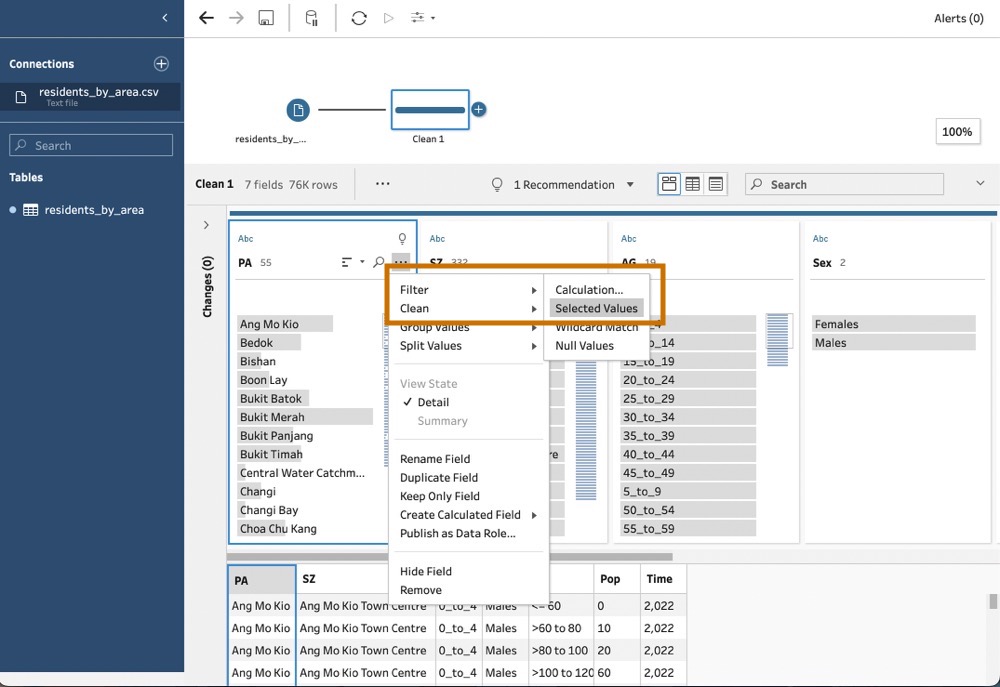 Alerts (0)
Connections
residents_by_area.csv
Text file
Search
Tables
residents_by_area
residents_by_...
Clean 1
100%
Clean 1 7 fields 76K rows
1 Recommendation
Search
Changes (0)
Abc
PA 55
Ang Mo Kio
Bedok
Bishan
Boon Lay
Bukit Batok
Bukit Merah
Bukit Panjang
Bukit Timah
Central Water Catchm...
Changi
Changi Bay
Choa Chu Kang
Abc
SZ 332
Abc
AG 19
15_to_19
20_to_24
25_to_29
30_to_34
35_to_39
40_to_44
45_to_49
5_to_9
50_to_54
55_to_59
Abc
Sex 2
Females
Males
Filter
Clean
Group Values
Split Values
View State
Detail
Summary
Rename Field
Duplicate Field
Keep Only Field
Create Calculated Field
Publish as Data Role...
Hide Field
Remove
Calculation...
Selected Values
Wildcard Match
Null Values
PA SZ Pop Time
Ang Mo Kio Ang Mo Kio Town Centre 0_to_4 Males <= 60 0 2,022
Ang Mo Kio Ang Mo Kio Town Centre 0_to_4 Males >60 to 80 10 2,022
Ang Mo Kio Ang Mo Kio Town Centre 0_to_4 Males >80 to 100 20 2,022
Ang Mo Kio Ang Mo Kio Town Centre 0_to_4 Males >100 to 120 60 2,022